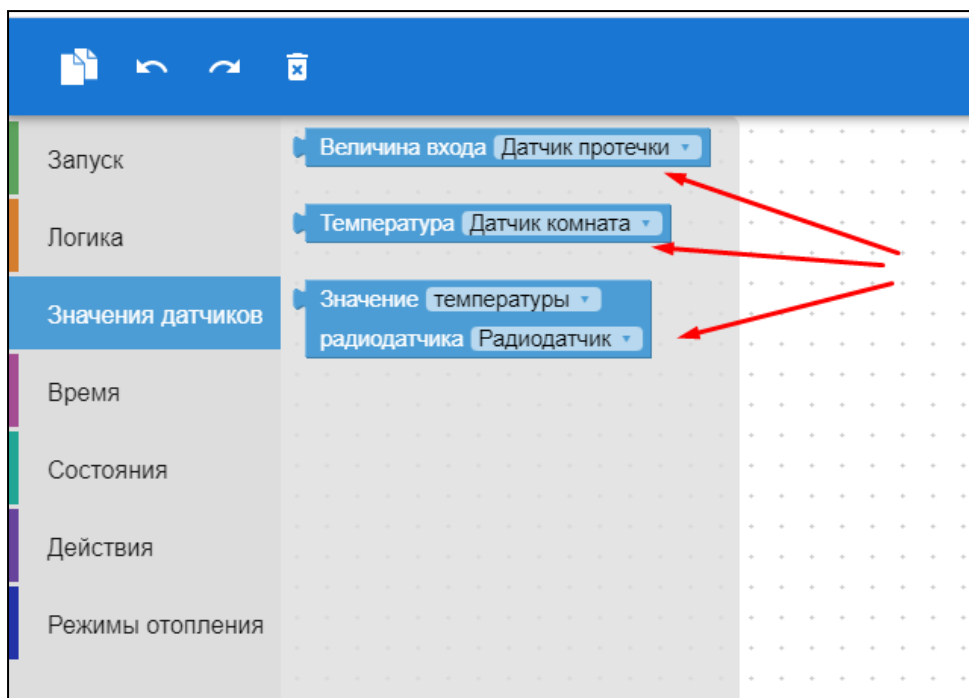 Запуск
Логика
Значения датчиков
Время
Состояния
Действия
Режимы отопления
Величина входа Датчик протечки
Температура Датчик комната
Значение температуры
радиодатчика Радиодатчик